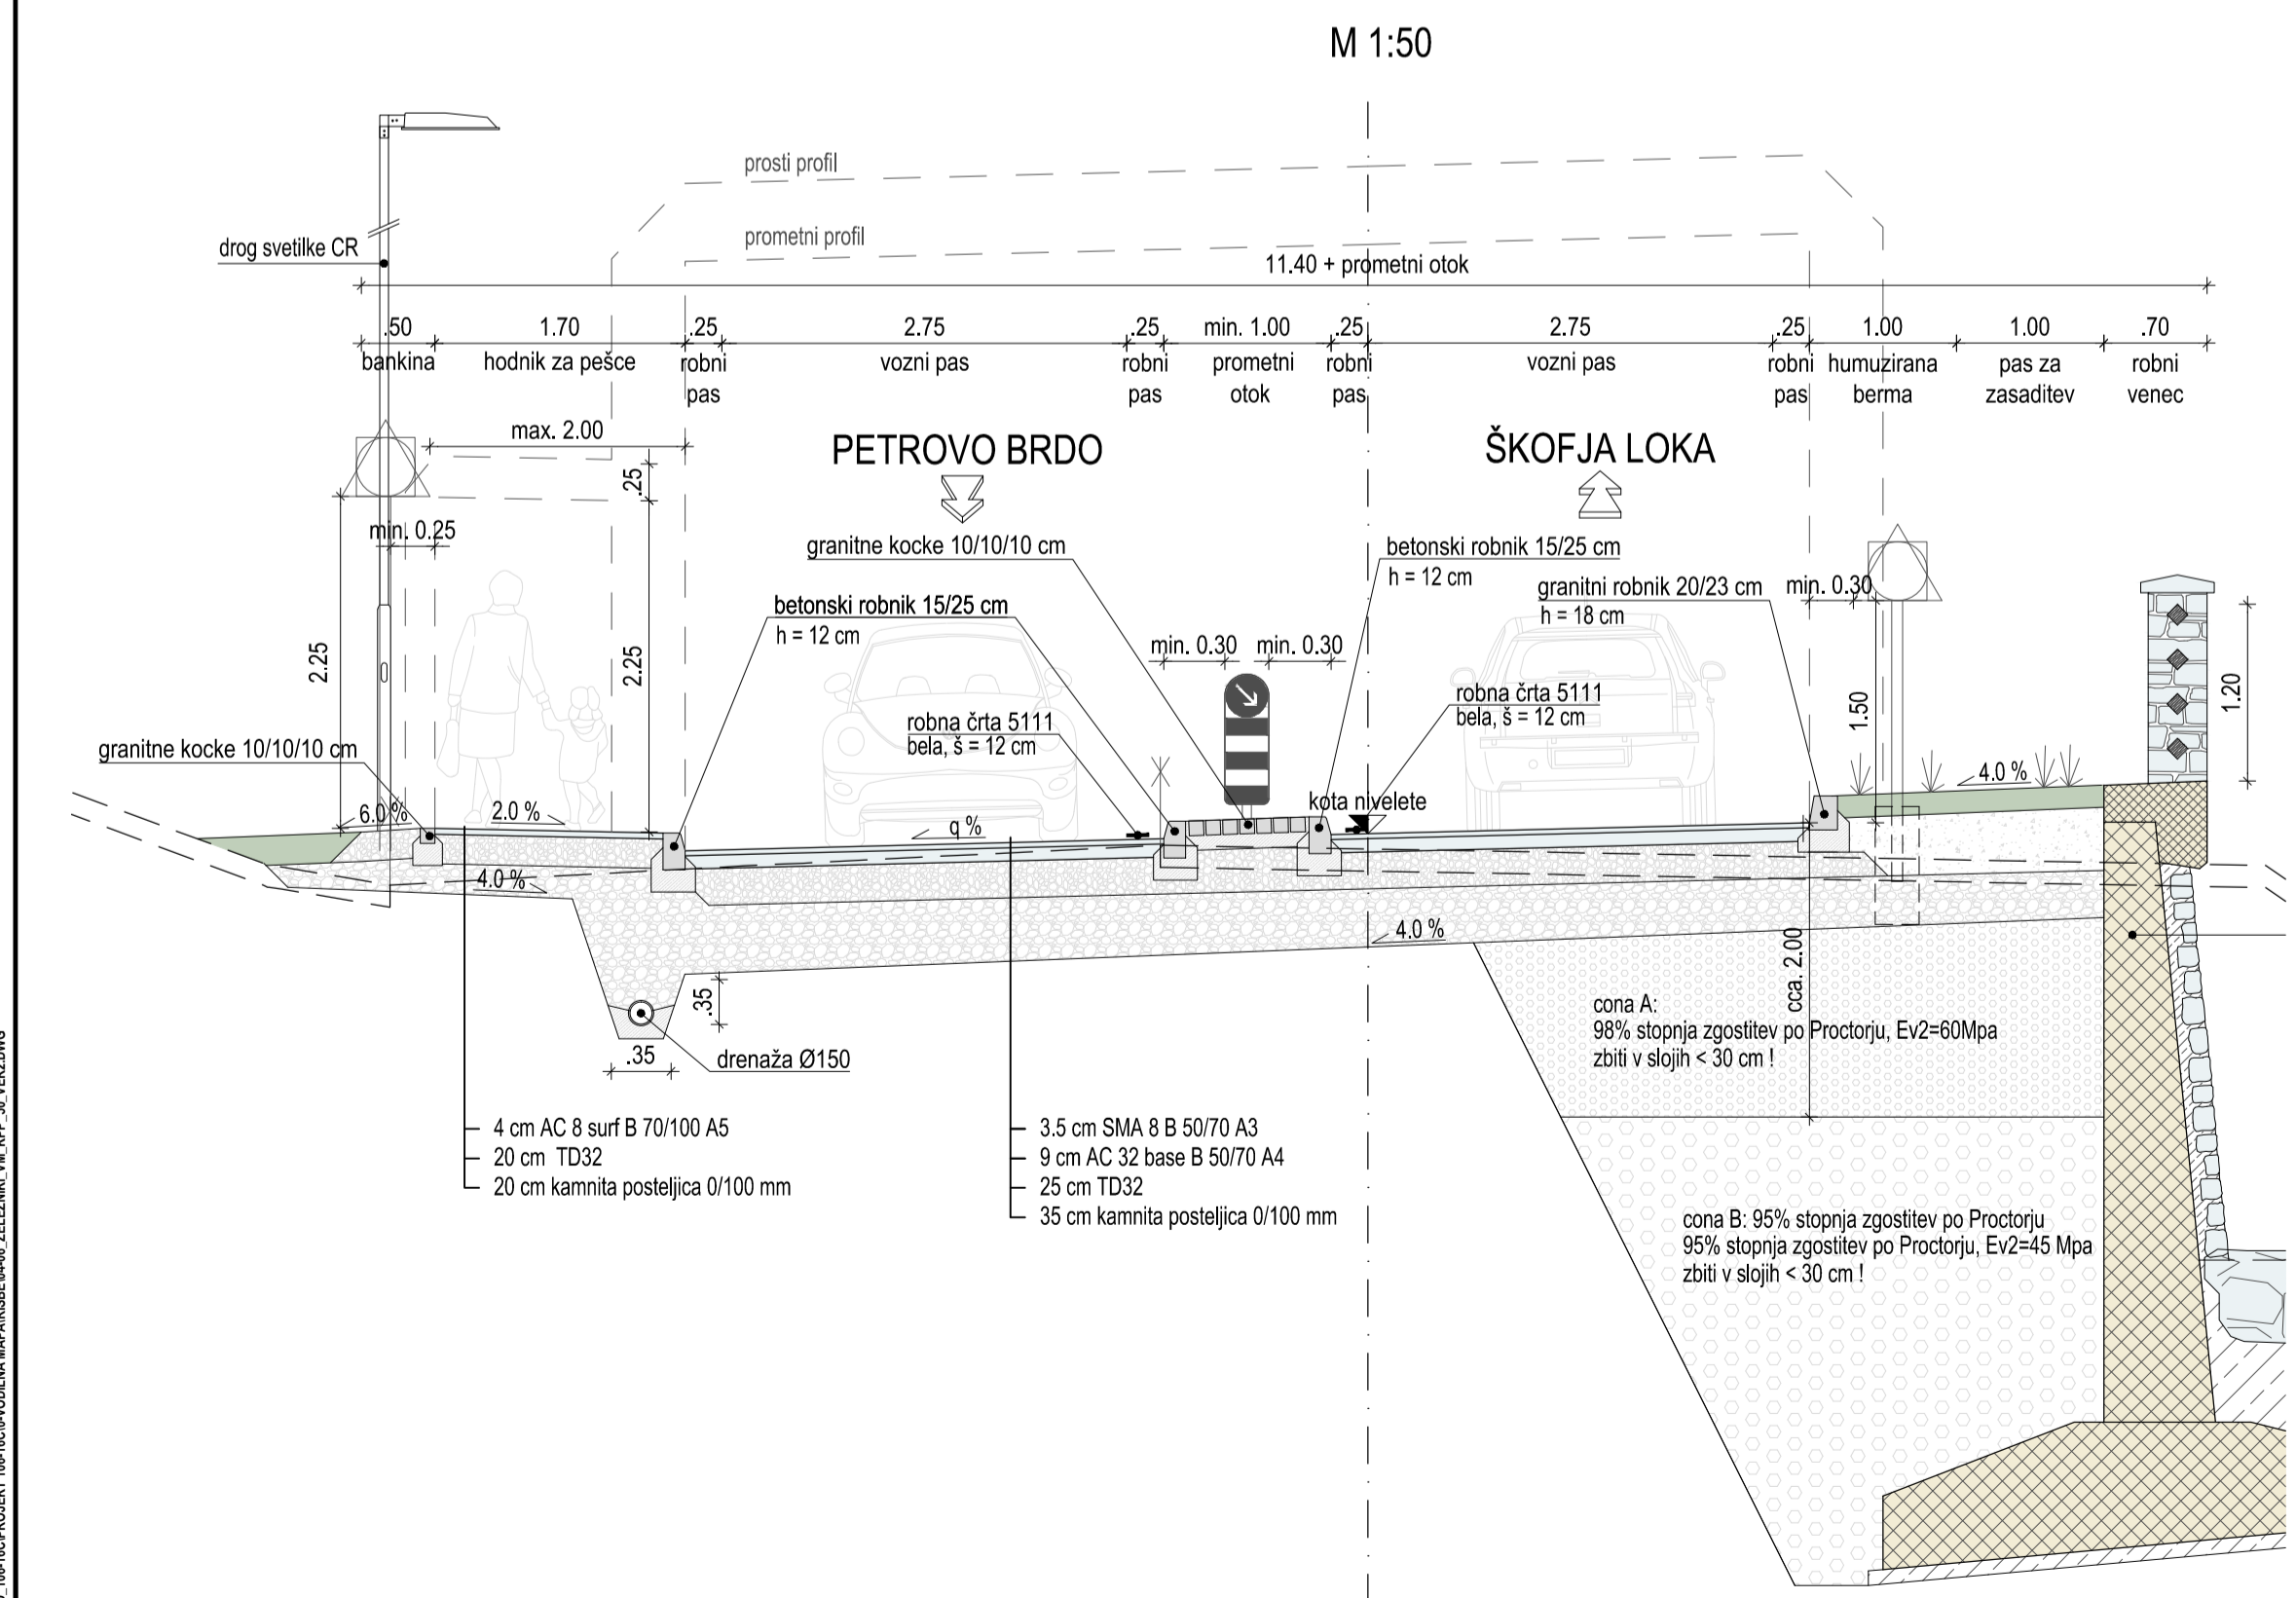 M 1:50
prosti profil
prometni profil
drog svetilke CR
11.40 + prometni otok
.50
1.70
.25
2.75
.25
min. 1.00
.25
2.75
.25
1.00
1.00
.70
bankina
hodnik za pešce
robni
pas
vozni pas
robni
pas
prometni
otok
robni
pas
vozni pas
robni
pas
humuzirana
berma
pas za
zasaditev
robni
venec
max. 2.00
PETROVO BRDO
ŠKOFJA LOKA
.25
min. 0.25
2.25
2.25
granitne kocke 10/10/10 cm
betonski robnik 15/25 cm
h = 12 cm
betonski robnik 15/25 cm
h = 12 cm
granitni robnik 20/23 cm
h = 18 cm
min. 0.30
min. 0.30
min. 0.30
robna črta 5111
bela, š = 12 cm
robna črta 5111
bela, š = 12 cm
1.50
1.20
granitne kocke 10/10/10 cm
kota nivelete
6.0 %
2.0 %
q %
4.0 %
4.0 %
4.0 %
.35
.35
drenaža Ø150
cca. 2.00
cona A:
98% stopnja zgostitev po Proctorju, Ev2=60Mpa
zbiti v slojih < 30 cm !
4 cm AC 8 surf B 70/100 A5
20 cm TD32
20 cm kamnita posteljica 0/100 mm
3.5 cm SMA 8 B 50/70 A3
9 cm AC 32 base B 50/70 A4
25 cm TD32
35 cm kamnita posteljica 0/100 mm
cona B: 95% stopnja zgostitev po Proctorju
95% stopnja zgostitev po Proctorju, Ev2=45 Mpa
zbiti v slojih < 30 cm !